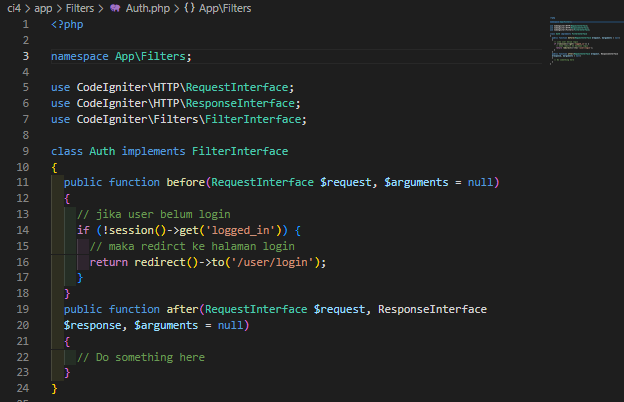 ci4 > app > Filters > Auth.php > {} App\Filters
1 <?php
2
3 namespace App\Filters;
4
5 use CodeIgniter\HTTP\RequestInterface;
6 use CodeIgniter\HTTP\ResponseInterface;
7 use CodeIgniter\Filters\FilterInterface;
8
9 class Auth implements FilterInterface
10 {
11 public function before(RequestInterface $request, $arguments = null)
12 {
13 // jika user belum login
14 if (!session()->get('logged_in')) {
15 // maka redirct ke halaman login
16 return redirect()->to('/user/login');
17 }
18 }
19 public function after(RequestInterface $request, ResponseInterface
20 $response, $arguments = null)
21 {
22 // Do something here
23 }
24 }